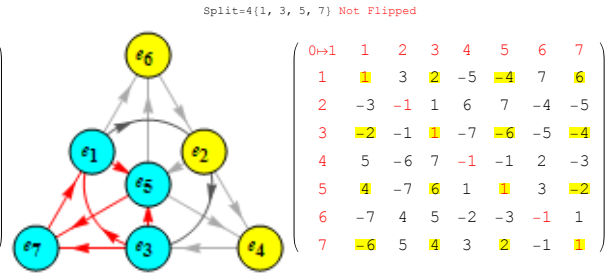 Split=4{1, 3, 5, 7} Not Flipped
e6
e1
e2
e5
e7
e3
e4
0↦1 1 2 3 4 5 6 7
1 1 3 2 -5 -4 7 6
2 -3 -1 1 6 7 -4 -5
3 -2 -1 1 -7 -6 -5 -4
4 5 -6 7 -1 -1 2 -3
5 4 -7 6 1 1 3 -2
6 -7 4 5 -2 -3 -1 1
7 -6 5 4 3 2 -1 1